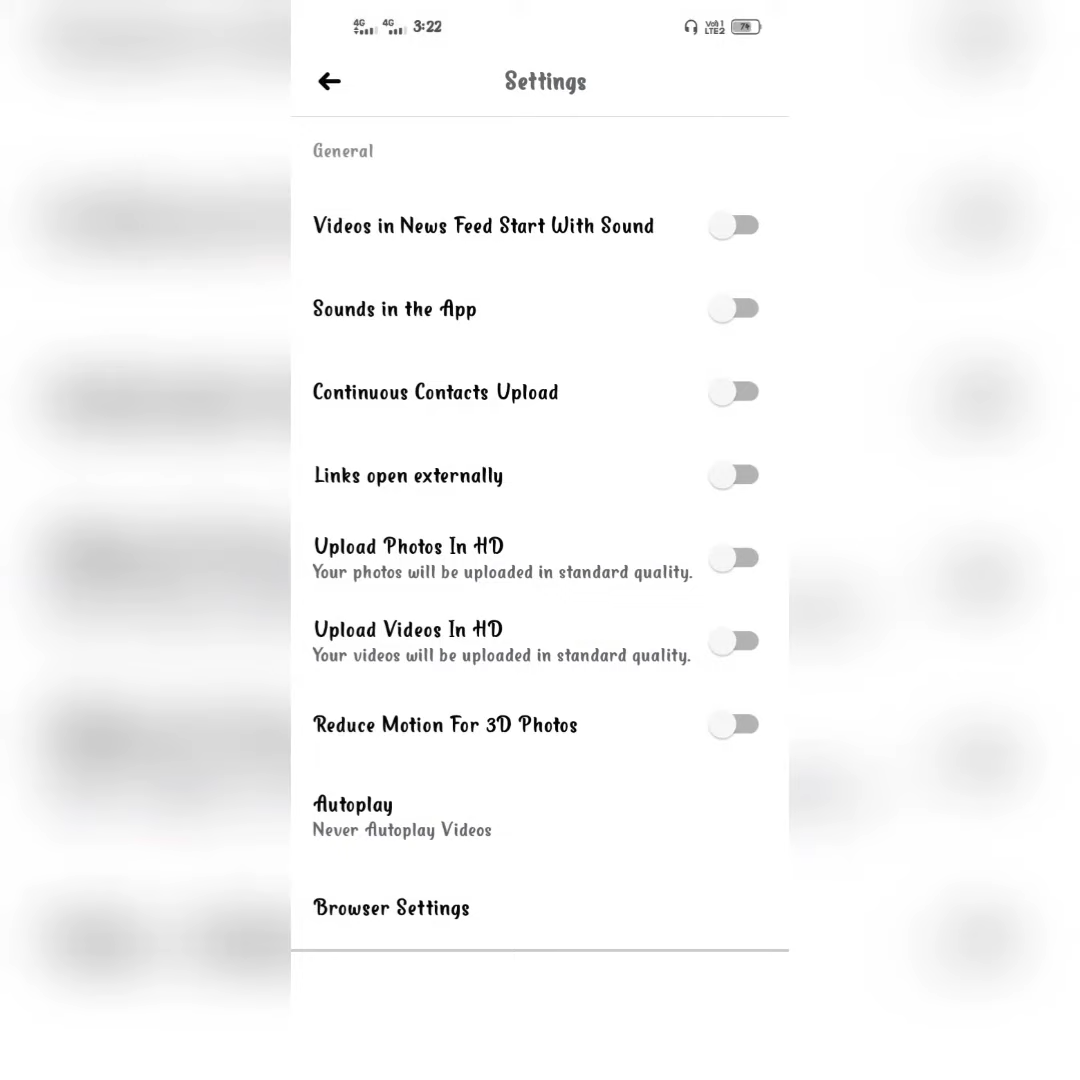 4G 4G 3:22
LTE2 74
Settings
General
Videos in News Feed Start With Sound
Sounds in the App
Continuous Contacts Upload
Links open externally
Upload Photos In HD
Your photos will be uploaded in standard quality.
Upload Videos In HD
Your videos will be uploaded in standard quality.
Reduce Motion For 3D Photos
Autoplay
Never Autoplay Videos
Browser Settings